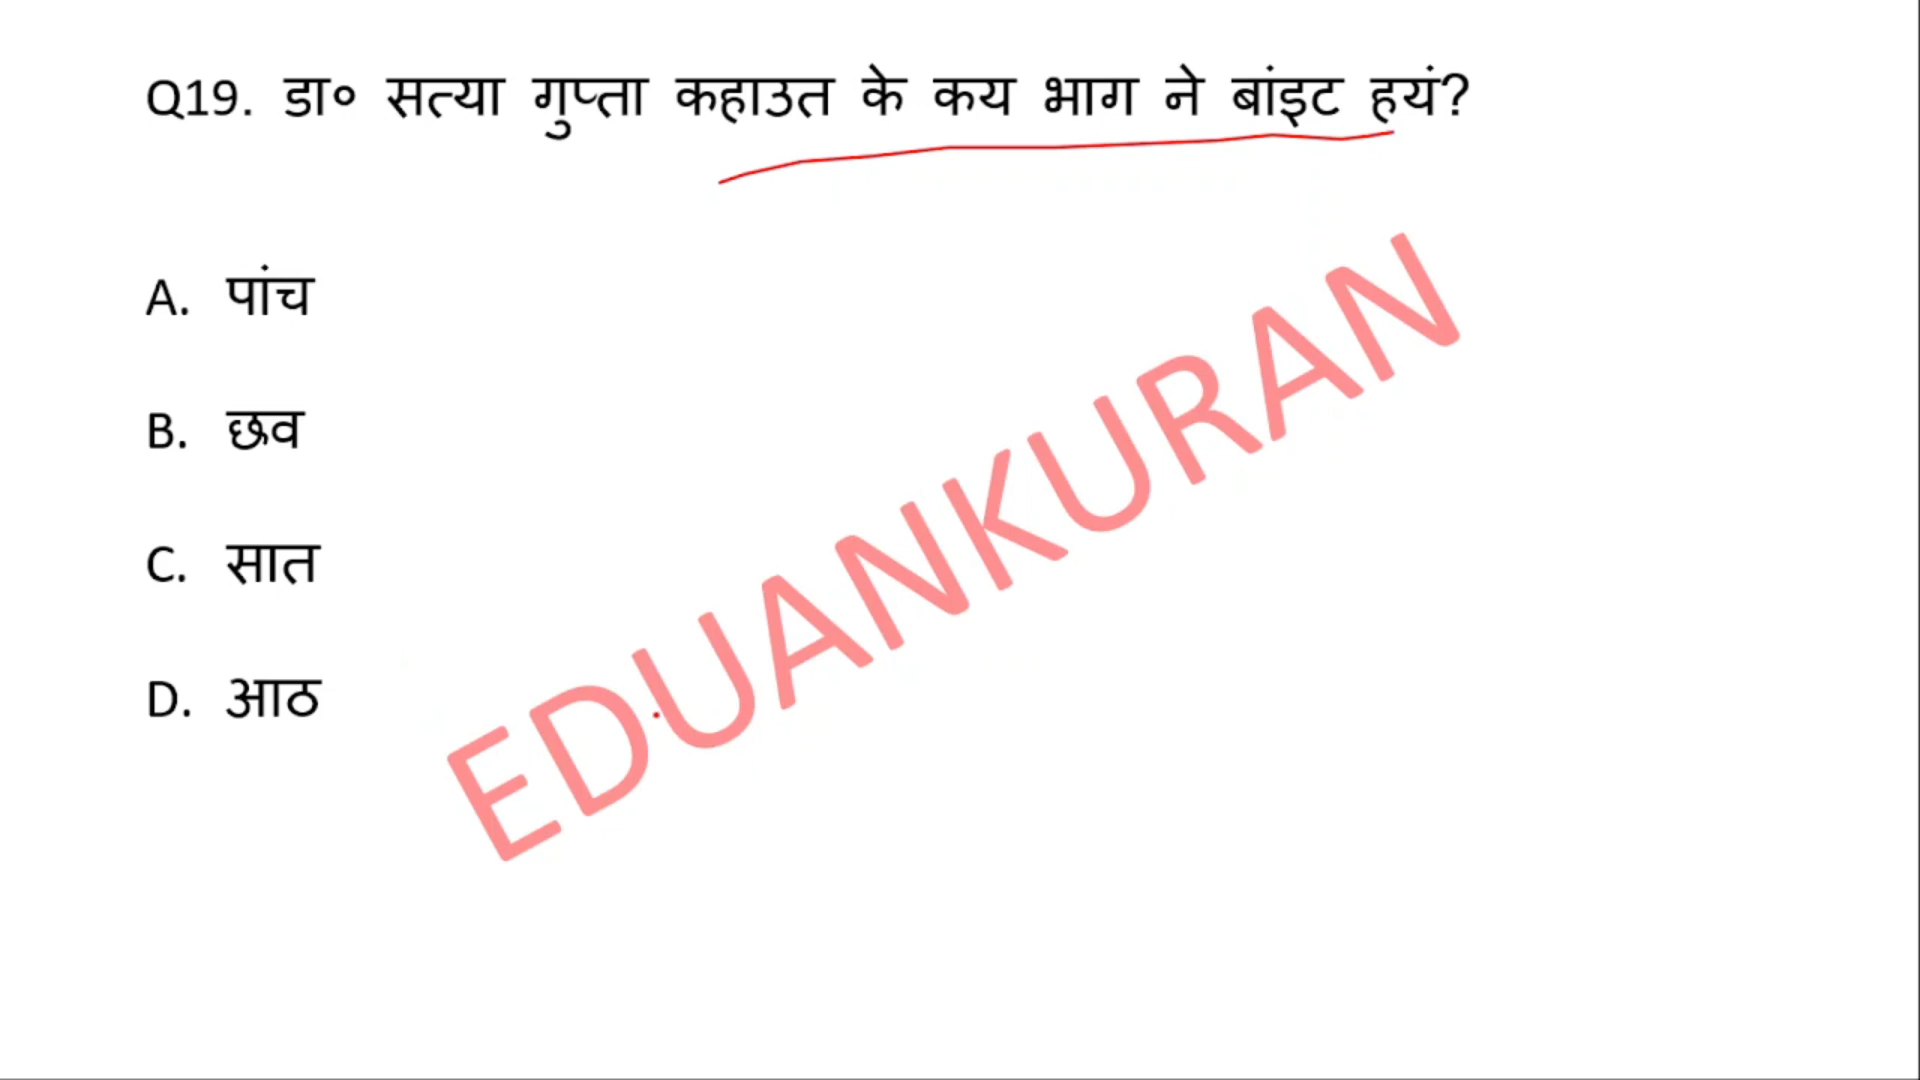 Q19. डा० सत्या गुप्ता कहाउत के कय भाग ने बांइट हयं?
A. पांच
B. छव
C. सात
D. आठ
EDUANKURAN